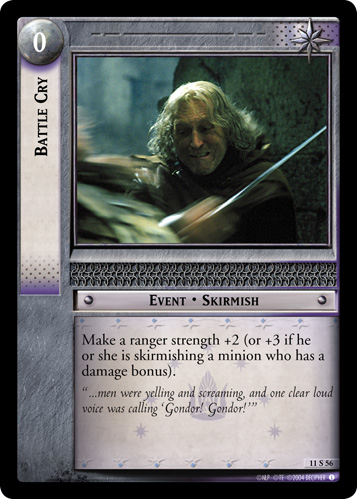 0
BATTLE CRY
EVENT • SKIRMISH
Make a ranger strength +2 (or +3 if he
or she is skirmishing a minion who has a
damage bonus).
“...men were yelling and screaming, and one clear loud
voice was calling ‘Gondor! Gondor!’”
11 S 56
©NLP ©TE ©2004 DECIPHER